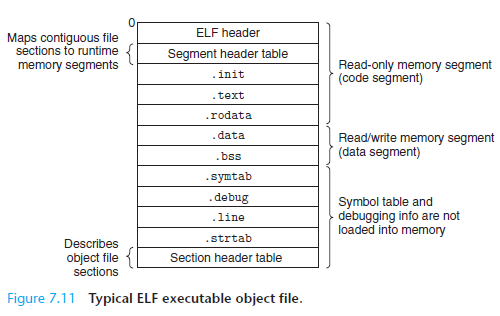 0
Maps contiguous file
sections to runtime
memory segments
ELF header
Segment header table
.init
.text
.rodata
.data
.bss
.symtab
.debug
.line
.strtab
Section header table
Describes
object file
sections
Read-only memory segment
(code segment)
Read/write memory segment
(data segment)
Symbol table and
debugging info are not
loaded into memory
Figure 7.11 Typical ELF executable object file.